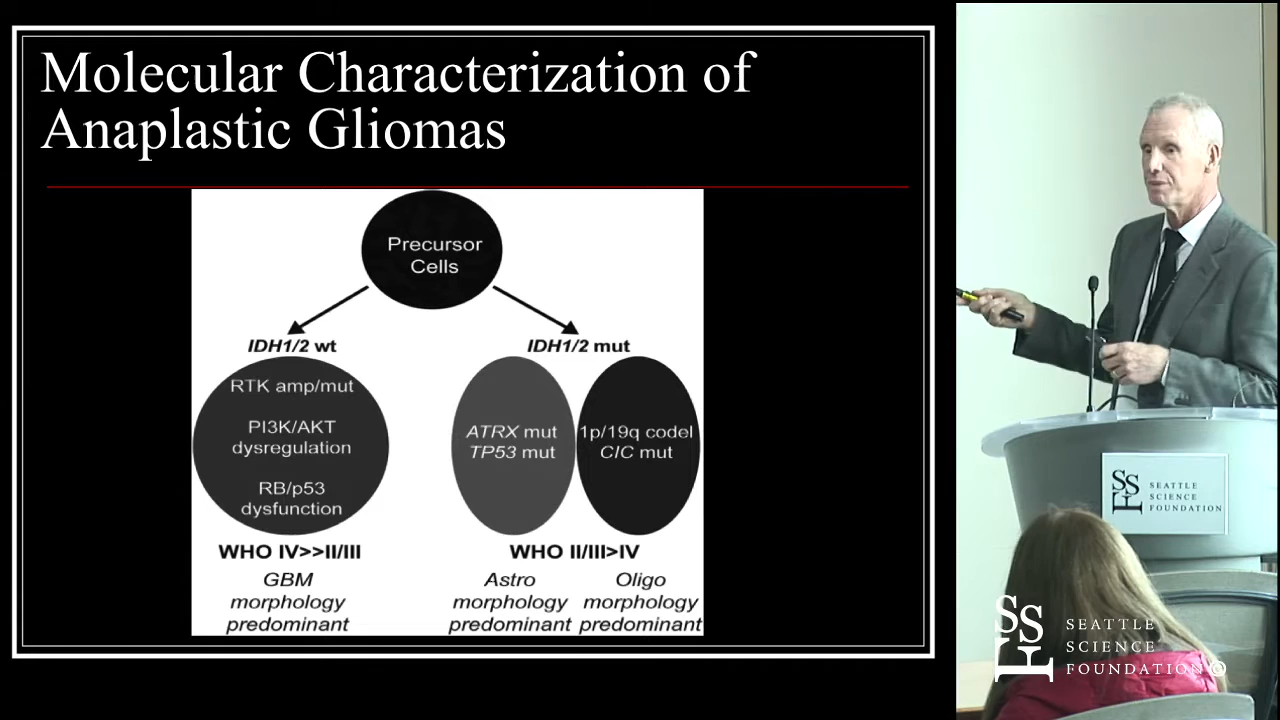 Molecular Characterization of
Anaplastic Gliomas
Precursor
Cells
IDH1/2 wt
IDH1/2 mut
RTK amp/mut
PI3K/AKT
dysregulation
RB/p53
dysfunction
ATRX mut
TP53 mut
1p/19q codel
CIC mut
WHO IV>>II/III
WHO II/III>IV
GBM
morphology
predominant
Astro
morphology
predominant
Oligo
morphology
predominant
SSF
SEATTLE
SCIENCE
FOUNDATION
SSF
SEATTLE
SCIENCE
FOUNDATION